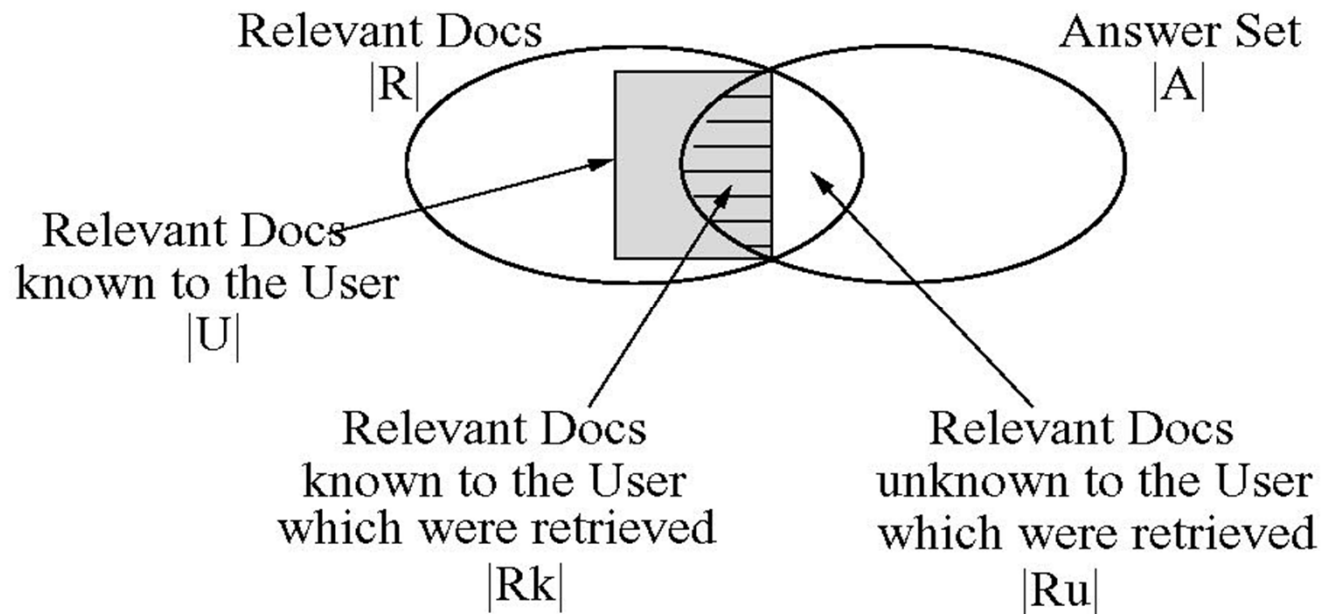 Relevant Docs
|R|
Answer Set
|A|
Relevant Docs
known to the User
|U|
Relevant Docs
known to the User
which were retrieved
|Rk|
Relevant Docs
unknown to the User
which were retrieved
|Ru|